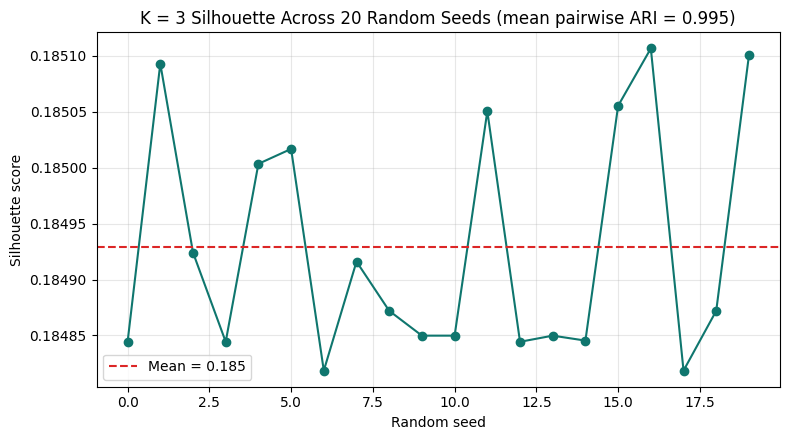 K = 3 Silhouette Across 20 Random Seeds (mean pairwise ARI = 0.995)
Silhouette score
0.18510
0.18505
0.18500
0.18495
0.18490
0.18485
Mean = 0.185
0.0 2.5 5.0 7.5 10.0 12.5 15.0 17.5
Random seed